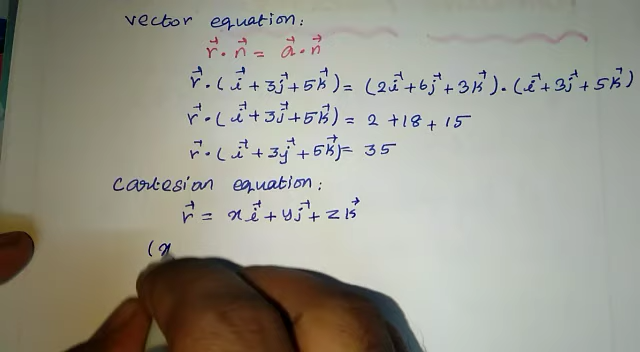 vector equation:
r⃗ · n⃗ = a⃗ · n⃗
r⃗ · (i⃗ + 3j⃗ + 5k⃗) = (2i⃗ + 6j⃗ + 3k⃗) · (i⃗ + 3j⃗ + 5k⃗)
r⃗ · (i⃗ + 3j⃗ + 5k⃗) = 2 + 18 + 15
r⃗ · (i⃗ + 3j⃗ + 5k⃗) = 35
cartesian equation:
r⃗ = xi⃗ + yj⃗ + zk⃗
(x